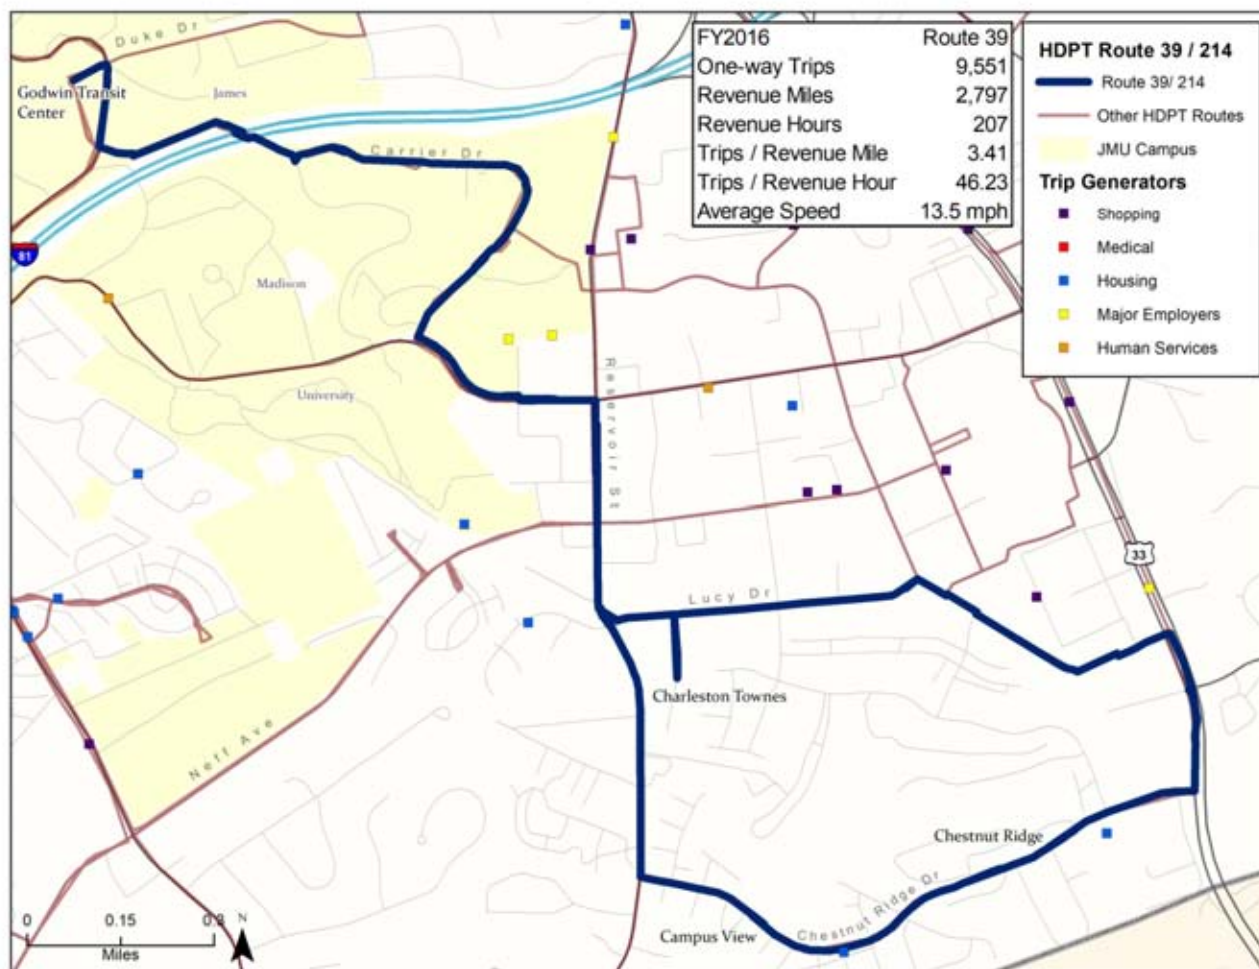 Duke Dr
Godwin Transit
Center
James
Carrier Dr
81
Madison
University
Reservoir St
Lucy Dr
Charleston Townes
Neff Ave
Chestnut Ridge
Chestnut Ridge Dr
Campus View
33
0 0.15 0.3
Miles
N
FY2016 Route 39
One-way Trips 9,551
Revenue Miles 2,797
Revenue Hours 207
Trips / Revenue Mile 3.41
Trips / Revenue Hour 46.23
Average Speed 13.5 mph
HDPT Route 39 / 214
Route 39/ 214
Other HDPT Routes
JMU Campus
Trip Generators
Shopping
Medical
Housing
Major Employers
Human Services